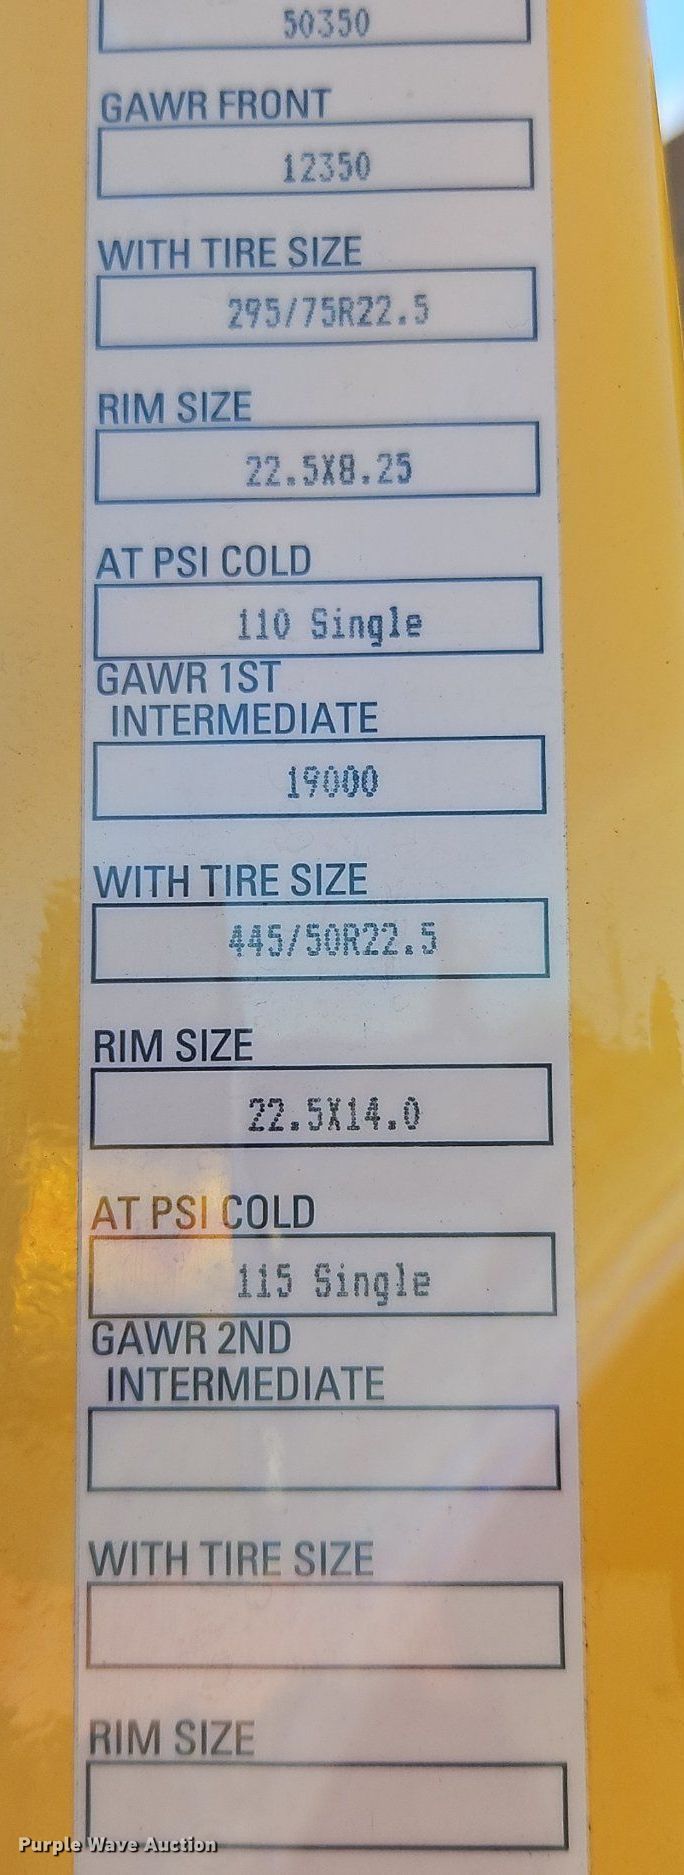 50350
GAWR FRONT
12350
WITH TIRE SIZE
295/75R22.5
RIM SIZE
22.5X8.25
AT PSI COLD
110 Single
GAWR 1ST
INTERMEDIATE
19000
WITH TIRE SIZE
445/50R22.5
RIM SIZE
22.5X14.0
AT PSI COLD
115 Single
GAWR 2ND
INTERMEDIATE
WITH TIRE SIZE
RIM SIZE
Purple Wave Auction